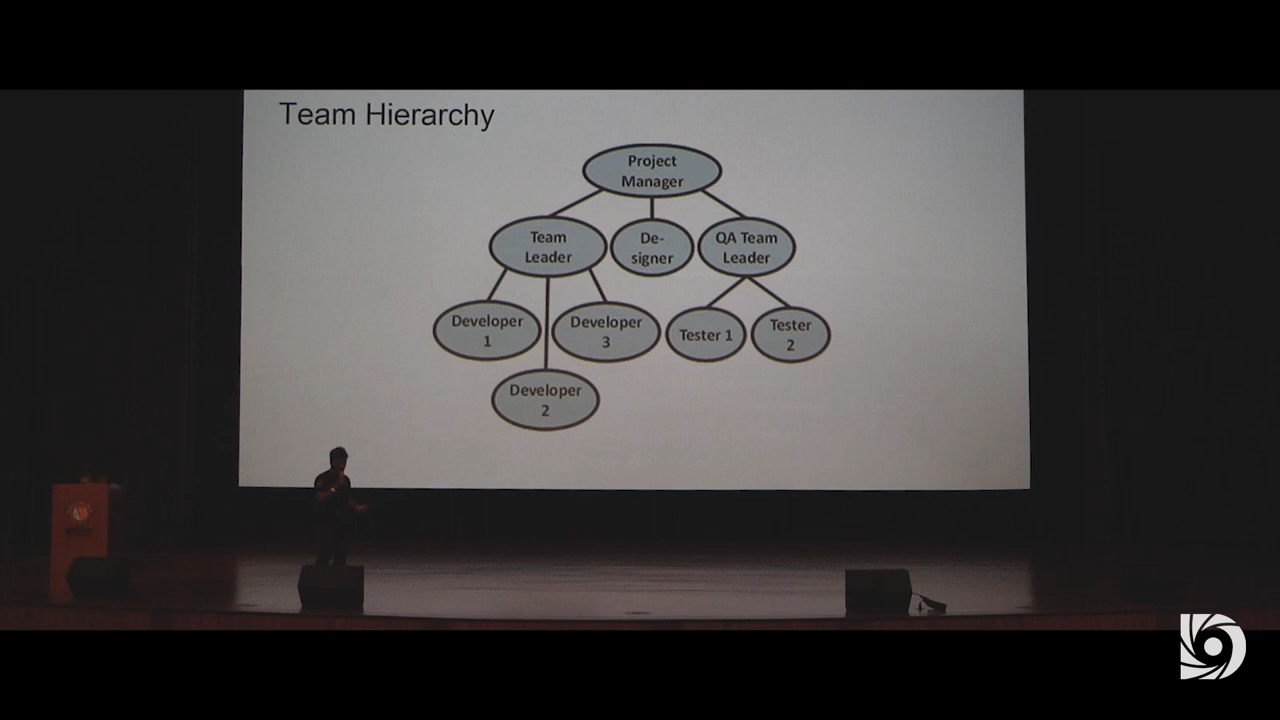 Team Hierarchy
Project
Manager
Team
Leader
De-
signer
QA Team
Leader
Developer
1
Developer
3
Tester 1
Tester
2
Developer
2